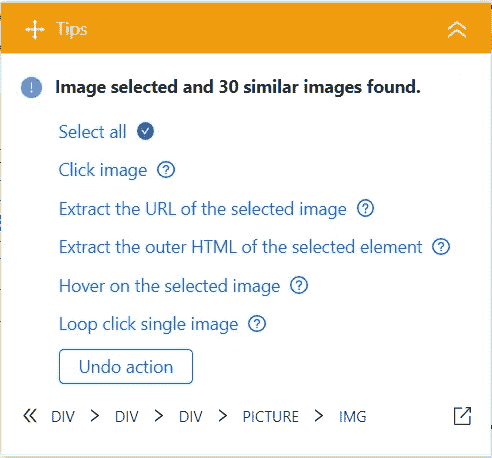 Tips
Image selected and 30 similar images found.
Select all
Click image
Extract the URL of the selected image
Extract the outer HTML of the selected element
Hover on the selected image
Loop click single image
Undo action
« DIV > DIV > DIV > PICTURE > IMG